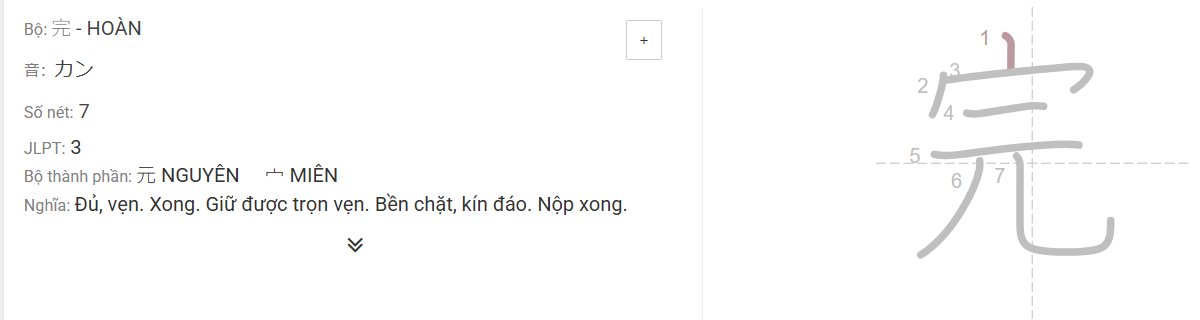 Bộ: 完 - HOÀN
+
音: カン
Số nét: 7
JLPT: 3
Bộ thành phần: 元 NGUYÊN 宀 MIÊN
Nghĩa: Đủ, vẹn. Xong. Giữ được trọn vẹn. Bền chặt, kín đáo. Nộp xong.
完
1
2
3
4
5
6
7